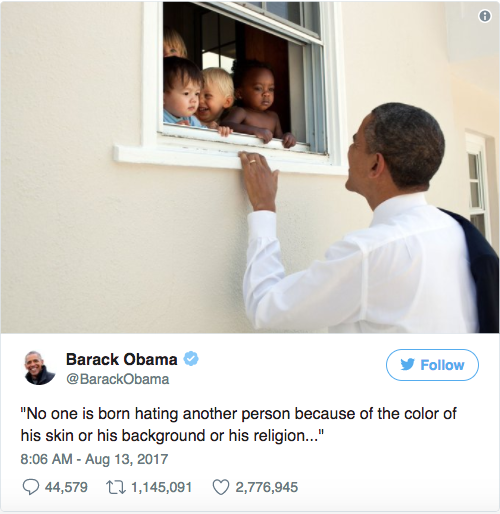 Barack Obama
@BarackObama
Follow
"No one is born hating another person because of the color of
his skin or his background or his religion..."
8:06 AM - Aug 13, 2017
44,579 1,145,091 2,776,945